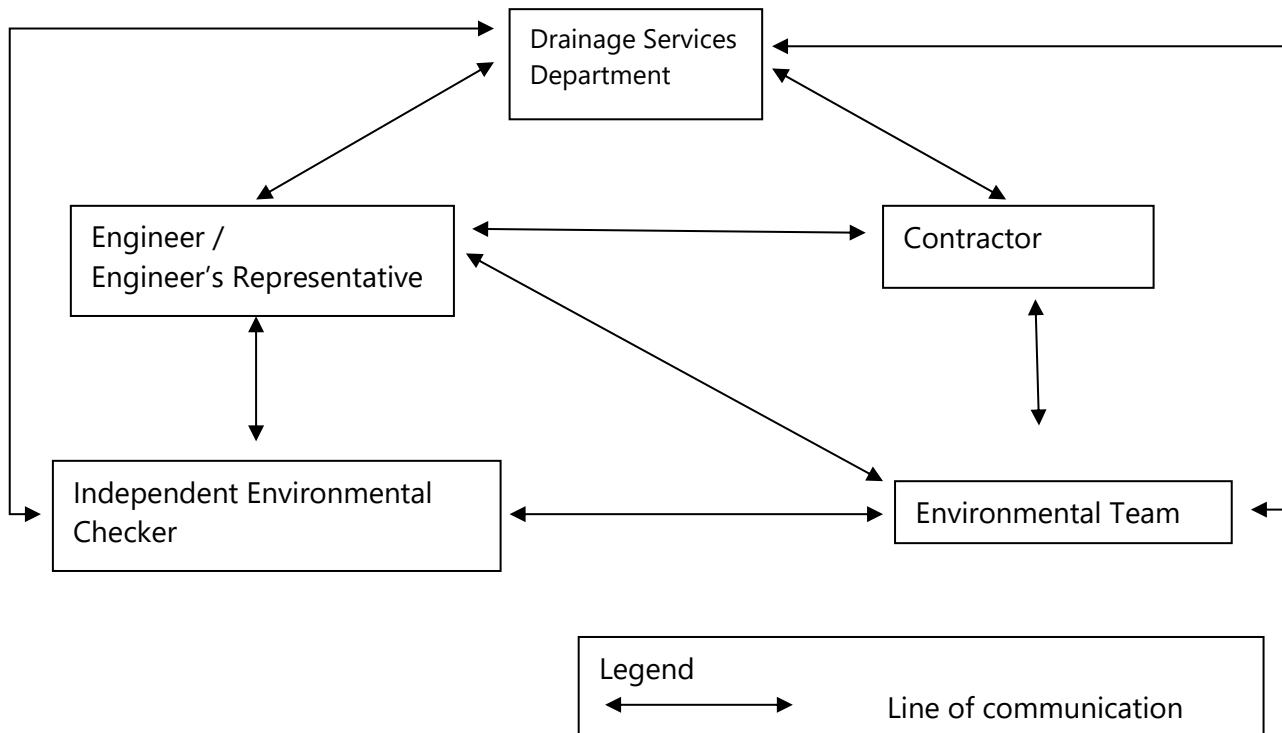 Drainage Services
Department
Engineer /
Engineer’s Representative
Contractor
Independent Environmental
Checker
Environmental Team
Legend
Line of communication